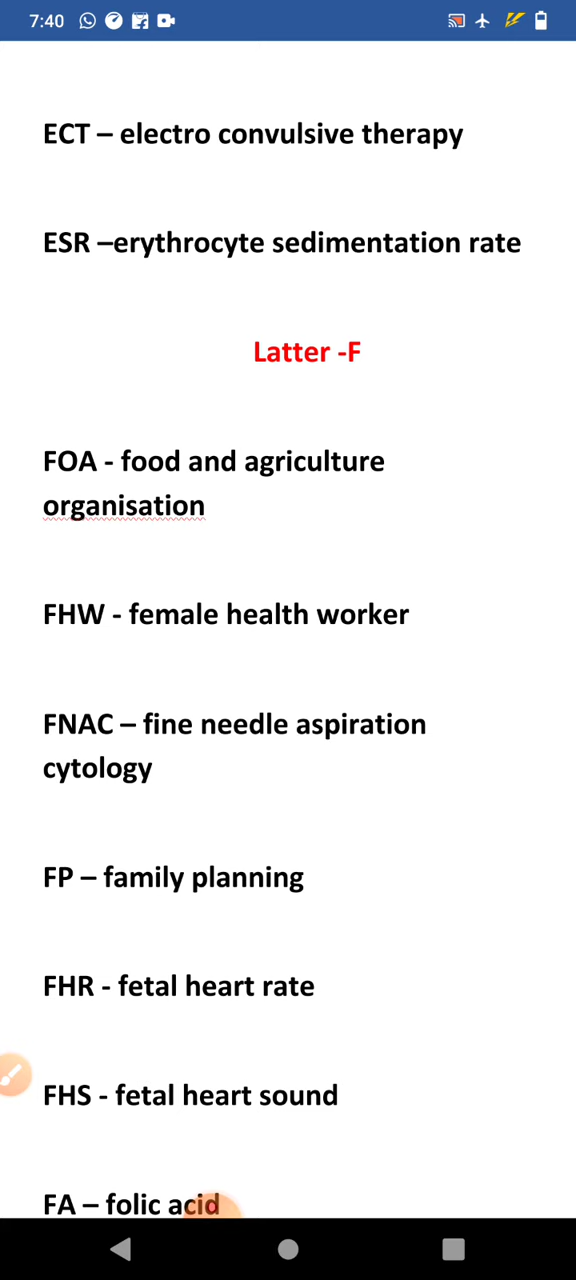 7:40
ECT – electro convulsive therapy
ESR –erythrocyte sedimentation rate
Latter -F
FOA - food and agriculture
organisation
FHW - female health worker
FNAC – fine needle aspiration
cytology
FP – family planning
FHR - fetal heart rate
FHS - fetal heart sound
FA – folic acid